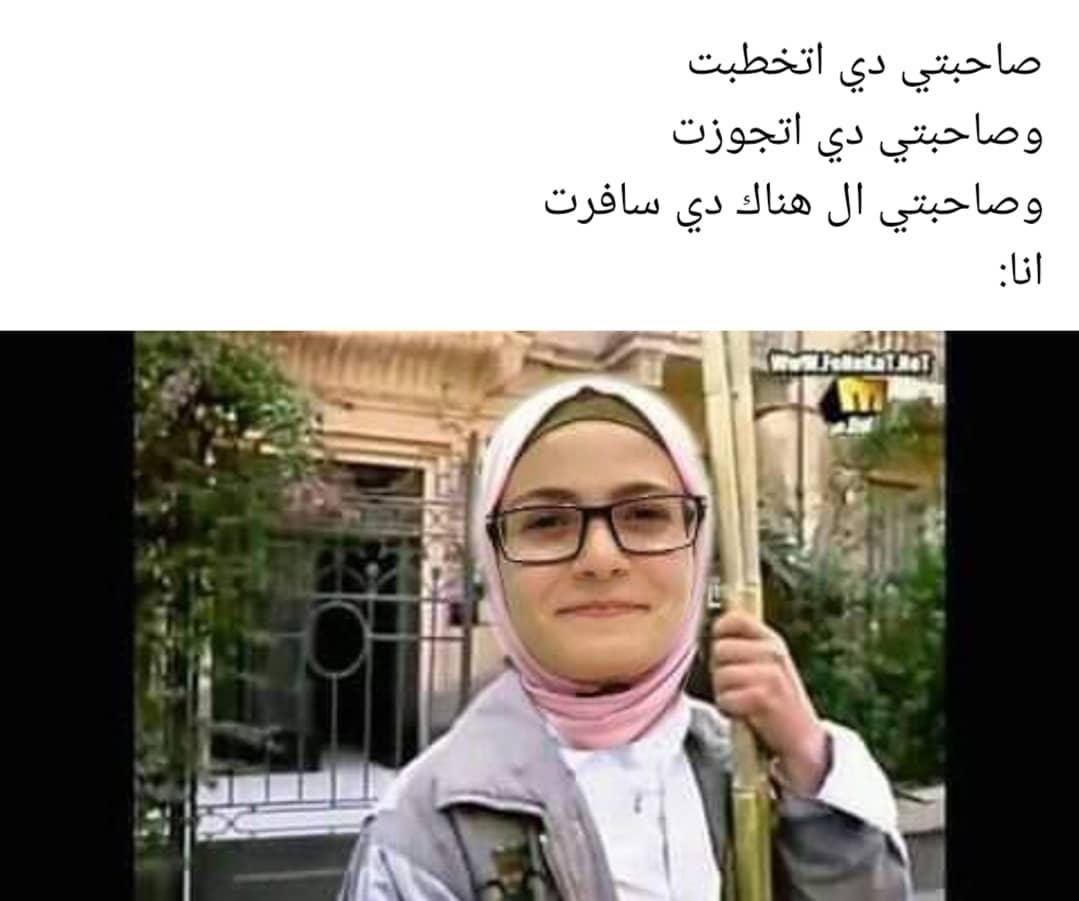 صاحبتي دي اتخطبت
وصاحبتي دي اتجوزت
وصاحبتي ال هناك دي سافرت
انا: